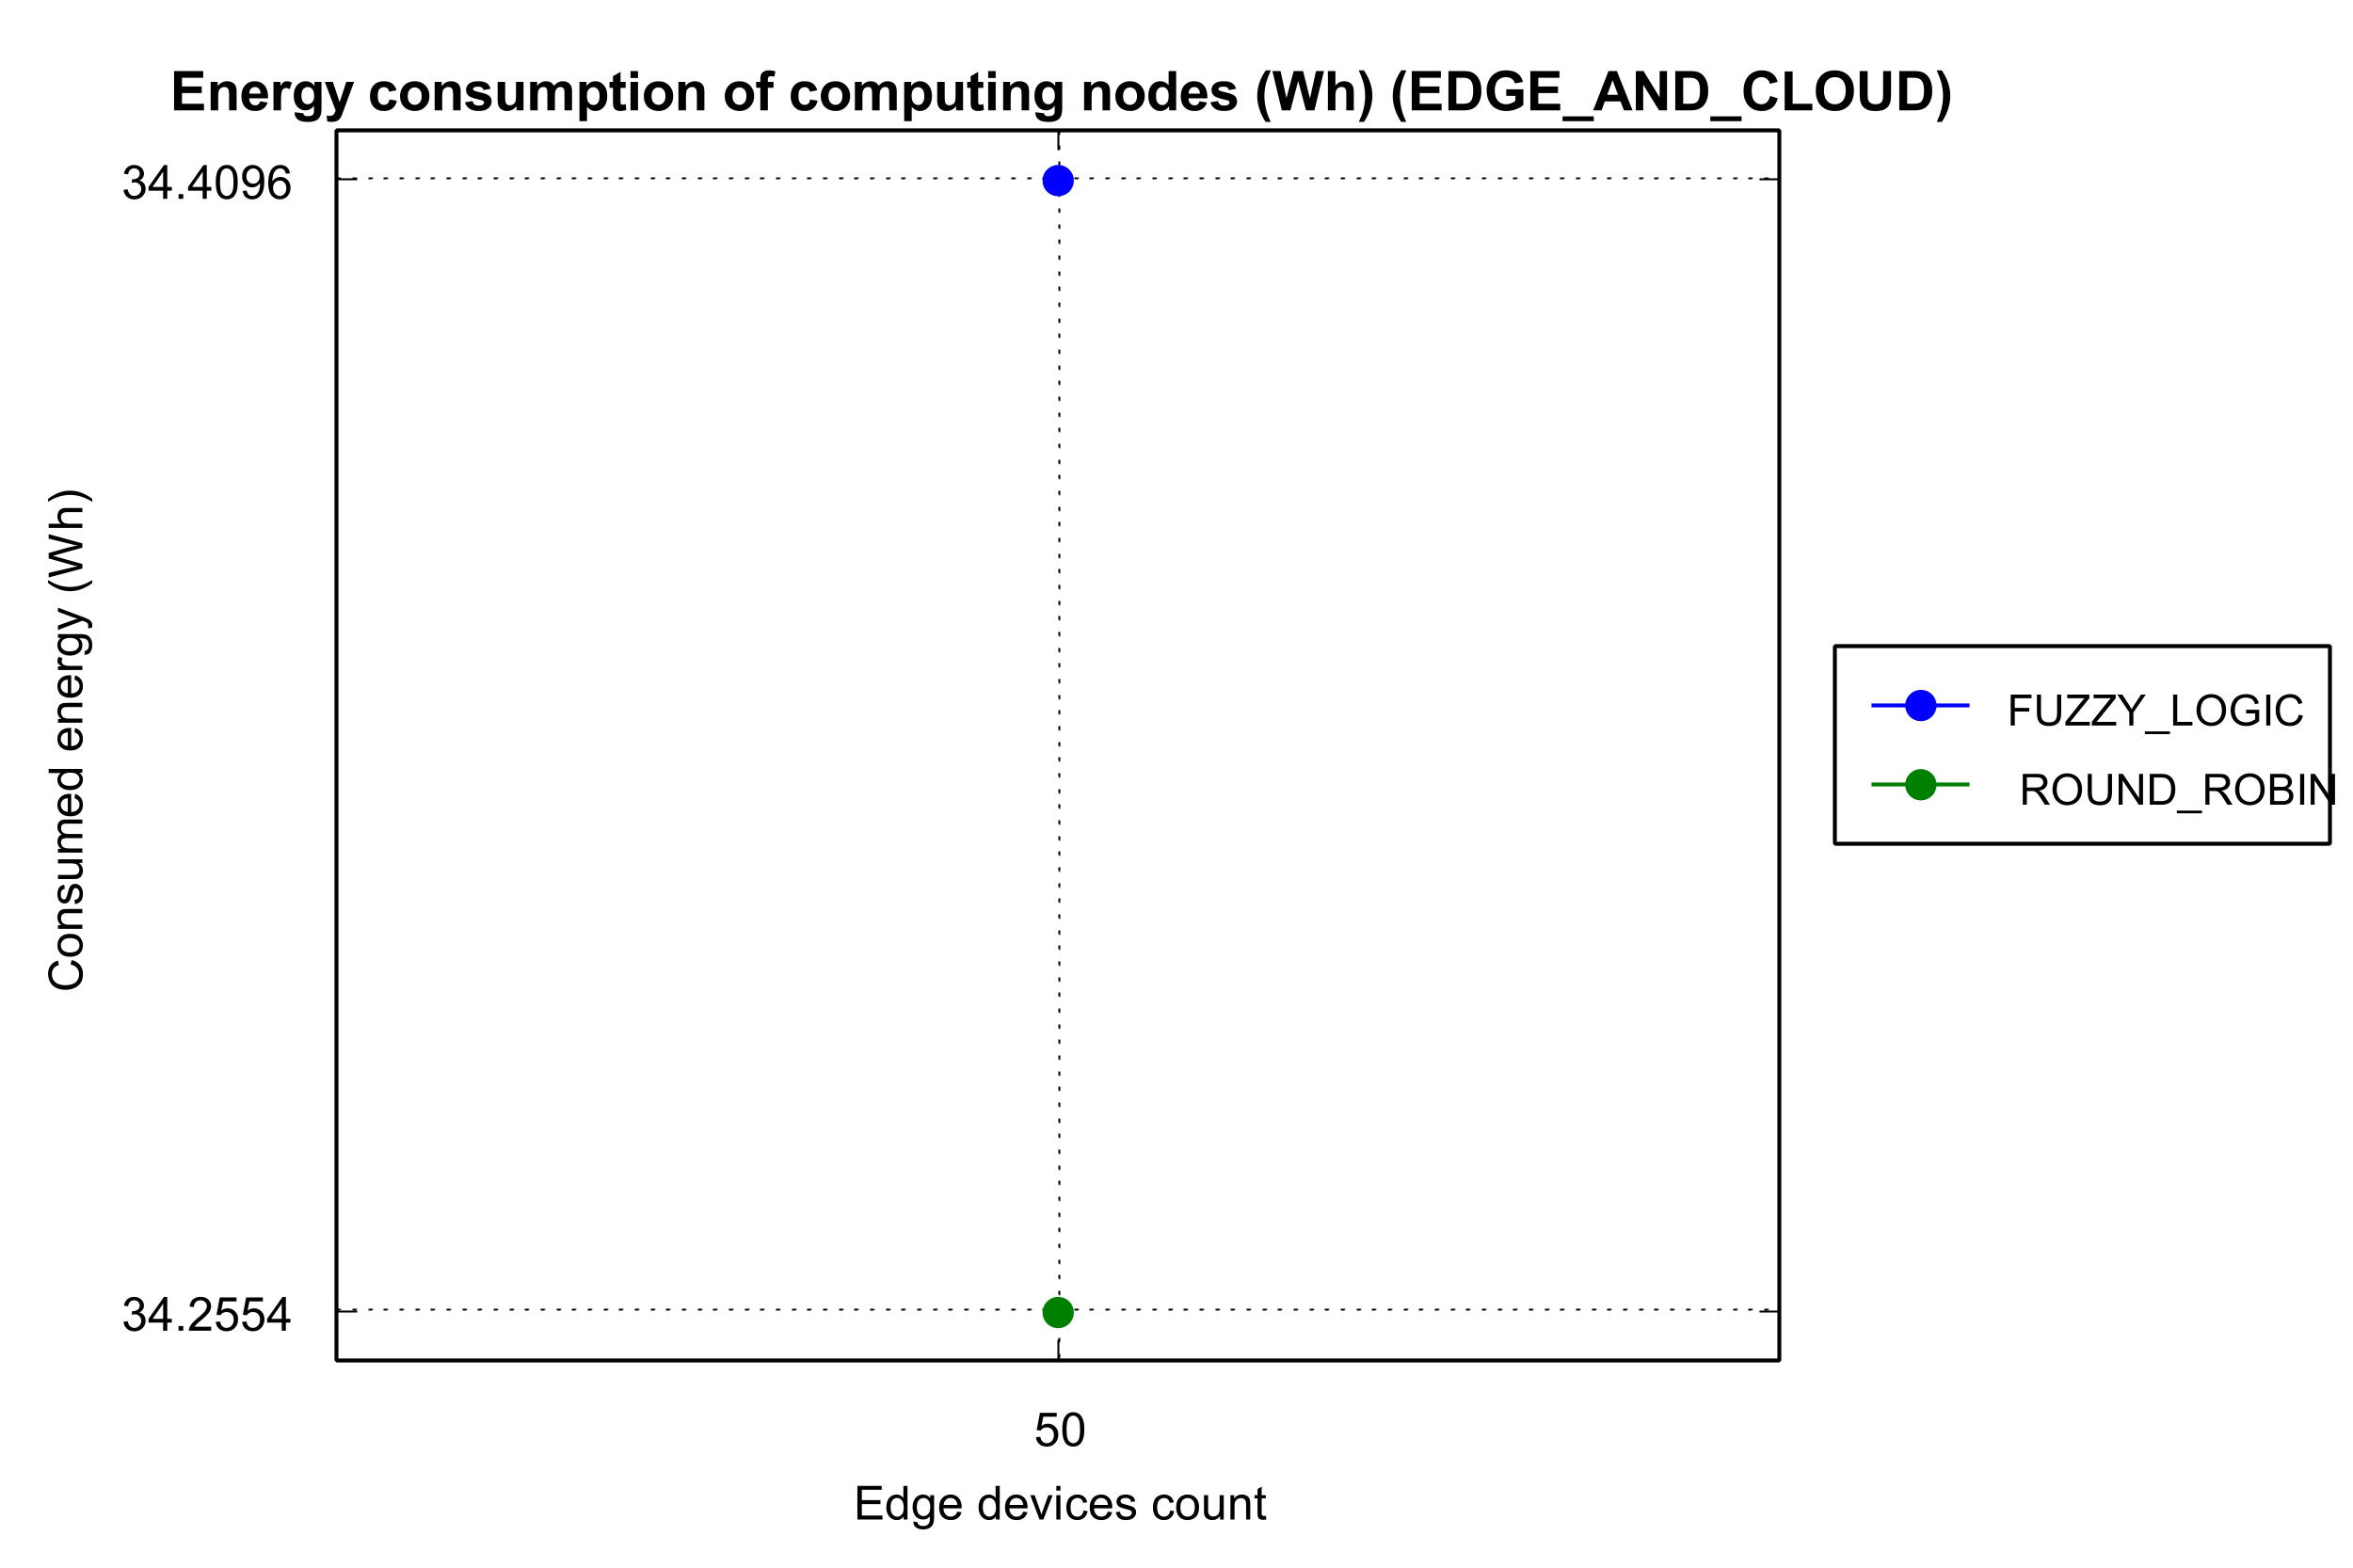 Energy consumption of computing nodes (Wh) (EDGE_AND_CLOUD)
34.4096
Consumed energy (Wh)
FUZZY_LOGIC
ROUND_ROBIN
34.2554
50
Edge devices count